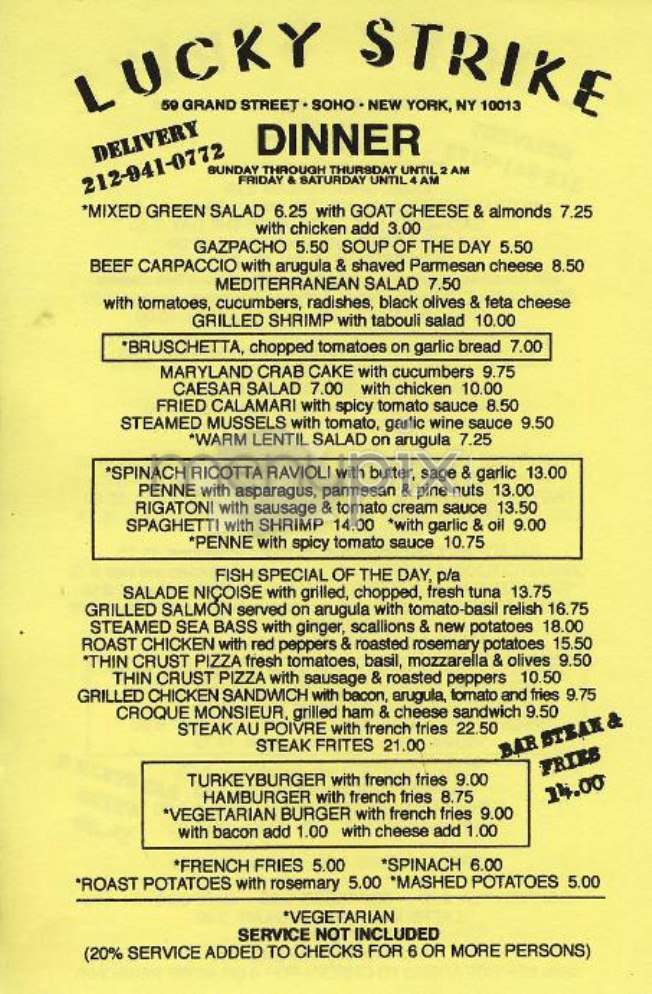 LUCKY STRIKE
59 GRAND STREET • SOHO • NEW YORK, NY 10013
DELIVERY
212-941-0772
DINNER
SUNDAY THROUGH THURSDAY UNTIL 2 AM
FRIDAY & SATURDAY UNTIL 4 AM
*MIXED GREEN SALAD 6.25 with GOAT CHEESE & almonds 7.25
with chicken add 3.00
GAZPACHO 5.50 SOUP OF THE DAY 5.50
BEEF CARPACCIO with arugula & shaved Parmesan cheese 8.50
MEDITERRANEAN SALAD 7.50
with tomatoes, cucumbers, radishes, black olives & feta cheese
GRILLED SHRIMP with tabouli salad 10.00
*BRUSCHETTA, chopped tomatoes on garlic bread 7.00
MARYLAND CRAB CAKE with cucumbers 9.75
CAESAR SALAD 7.00 with chicken 10.00
FRIED CALAMARI with spicy tomato sauce 8.50
STEAMED MUSSELS with tomato, garlic wine sauce 9.50
*WARM LENTIL SALAD on arugula 7.25
menupix
*SPINACH RICOTTA RAVIOLI with butter, sage & garlic 13.00
PENNE with asparagus, parmesan & pine nuts 13.00
RIGATONI with sausage & tomato cream sauce 13.50
SPAGHETTI with SHRIMP 14.00 *with garlic & oil 9.00
*PENNE with spicy tomato sauce 10.75
FISH SPECIAL OF THE DAY, p/a
SALADE NIÇOISE with grilled, chopped, fresh tuna 13.75
GRILLED SALMON served on arugula with tomato-basil relish 16.75
STEAMED SEA BASS with ginger, scallions & new potatoes 18.00
ROAST CHICKEN with red peppers & roasted rosemary potatoes 15.50
*THIN CRUST PIZZA fresh tomatoes, basil, mozzarella & olives 9.50
THIN CRUST PIZZA with sausage & roasted peppers 10.50
GRILLED CHICKEN SANDWICH with bacon, arugula, tomato and fries 9.75
CROQUE MONSIEUR, grilled ham & cheese sandwich 9.50
STEAK AU POIVRE with french fries 22.50
STEAK FRITES 21.00
BAR STEAK &
FRIES
14.00
TURKEYBURGER with french fries 9.00
HAMBURGER with french fries 8.75
*VEGETARIAN BURGER with french fries 9.00
with bacon add 1.00 with cheese add 1.00
*FRENCH FRIES 5.00 *SPINACH 6.00
*ROAST POTATOES with rosemary 5.00 *MASHED POTATOES 5.00
*VEGETARIAN
SERVICE NOT INCLUDED
(20% SERVICE ADDED TO CHECKS FOR 6 OR MORE PERSONS)